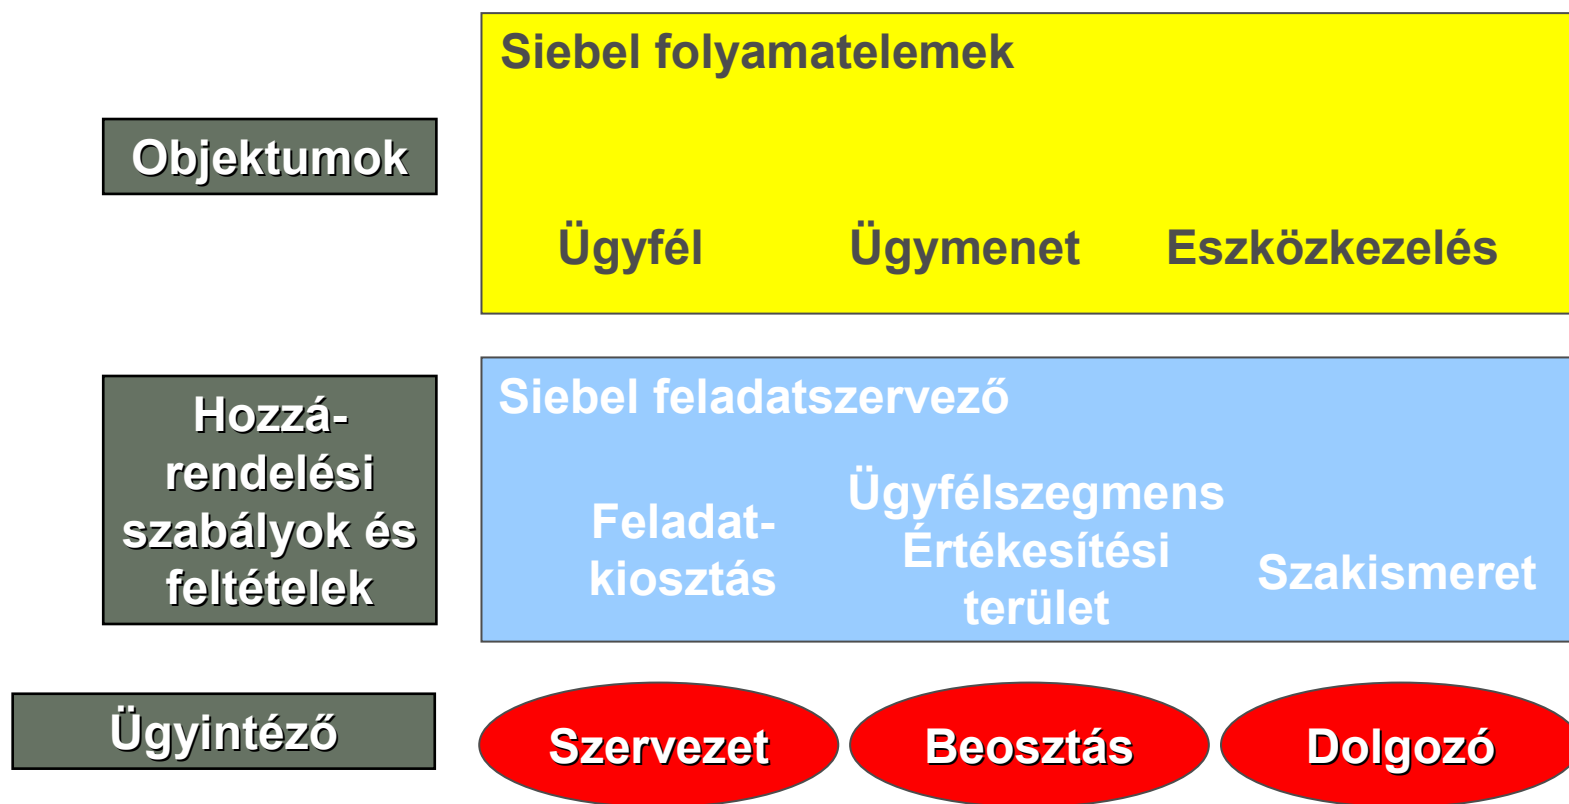 Siebel folyamatelemek
Objektumok
Ügyfél
Ügymenet
Eszközkezelés
Hozzá-
rendelési
szabályok és
feltételek
Siebel feladatszervező
Feladat-
kiosztás
Ügyfélszegmens
Értékesítési
terület
Szakismeret
Ügyintéző
Szervezet
Beosztás
Dolgozó